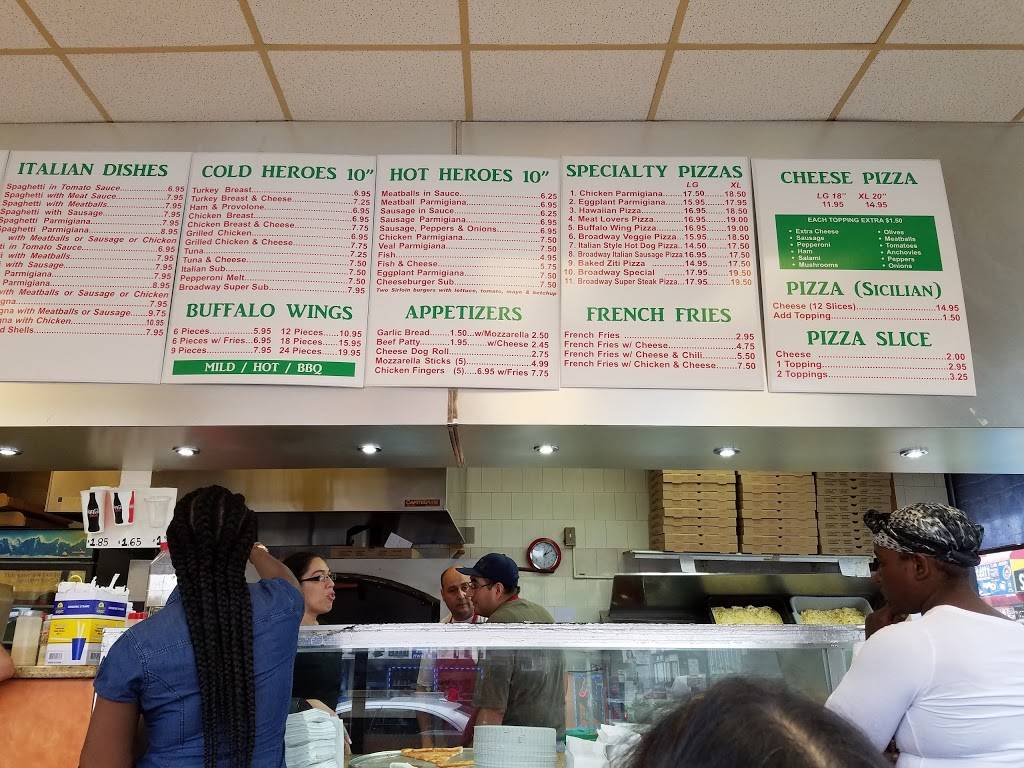 ITALIAN DISHES
Spaghetti in Tomato Sauce 6.95
Spaghetti with Meat Sauce 7.95
Spaghetti with Meatballs 7.95
Spaghetti with Sausage 7.95
Spaghetti Parmigiana 7.95
Parmigiana 8.95
with Meatballs or Sausage or Chicken
in Tomato Sauce 6.95
with Meatballs 7.95
with Sausage 7.95
Parmigiana 7.95
with Meatballs or Sausage or Chicken
7.95
with Meatballs or Sausage 9.75
with Chicken 10.95
Shells 7.95
COLD HEROES 10"
Turkey Breast 6.95
Turkey Breast & Cheese 7.25
Ham & Provolone 6.95
Chicken Breast 6.95
Chicken Breast & Cheese 7.75
Grilled Chicken 6.95
Grilled Chicken & Cheese 7.75
Tuna 7.25
Tuna & Cheese 7.50
Italian Sub 7.50
Pepperoni Melt 7.50
Broadway Super Sub 7.95
BUFFALO WINGS
6 Pieces 5.95 12 Pieces 10.95
6 Pieces w/ Fries 6.95 18 Pieces 15.95
9 Pieces 7.95 24 Pieces 19.95
MILD / HOT / BBQ
HOT HEROES 10"
Meatballs in Sauce 6.25
Meatball Parmigiana 6.95
Sausage in Sauce 6.25
Sausage Parmigiana 6.95
Sausage, Peppers & Onions 6.95
Chicken Parmigiana 7.50
Veal Parmigiana 7.50
Fish 4.95
Fish & Cheese 5.75
Eggplant Parmigiana 7.50
Cheeseburger Sub 7.50
Two Sirloin burgers with lettuce, tomato, mayo & ketchup
APPETIZERS
Garlic Bread 1.50 w/Mozzarella 2.50
Beef Patty 1.95 w/Cheese 2.45
Cheese Dog Roll 2.75
Mozzarella Sticks (5) 4.99
Chicken Fingers (5) 6.95 w/Fries 7.75
SPECIALTY PIZZAS
LG XL
1. Chicken Parmigiana 17.50 18.50
2. Eggplant Parmigiana 15.95 17.95
3. Hawaiian Pizza 16.95 18.50
4. Meat Lovers Pizza 16.95 19.00
5. Buffalo Wing Pizza 16.95 19.00
6. Broadway Veggie Pizza 15.95 18.50
7. Italian Style Hot Dog Pizza 14.50 17.50
8. Broadway Italian Sausage Pizza 16.95 17.50
9. Baked Ziti Pizza 14.95 17.50
10. Broadway Special 17.95 19.50
11. Broadway Super Steak Pizza 17.95 19.50
FRENCH FRIES
French Fries 2.95
French Fries w/ Cheese 4.75
French Fries w/ Cheese & Chili 5.50
French Fries w/ Chicken & Cheese 7.50
CHEESE PIZZA
LG 18" XL 20"
11.95 14.95
EACH TOPPING EXTRA $1.50
• Extra Cheese • Olives
• Sausage • Meatballs
• Pepperoni • Tomatoes
• Ham • Anchovies
• Salami • Peppers
• Mushrooms • Onions
PIZZA (SICILIAN)
Cheese (12 Slices) 14.95
Add Topping 1.50
PIZZA SLICE
Cheese 2.00
1 Topping 2.95
2 Toppings 3.25
1.85 1.65